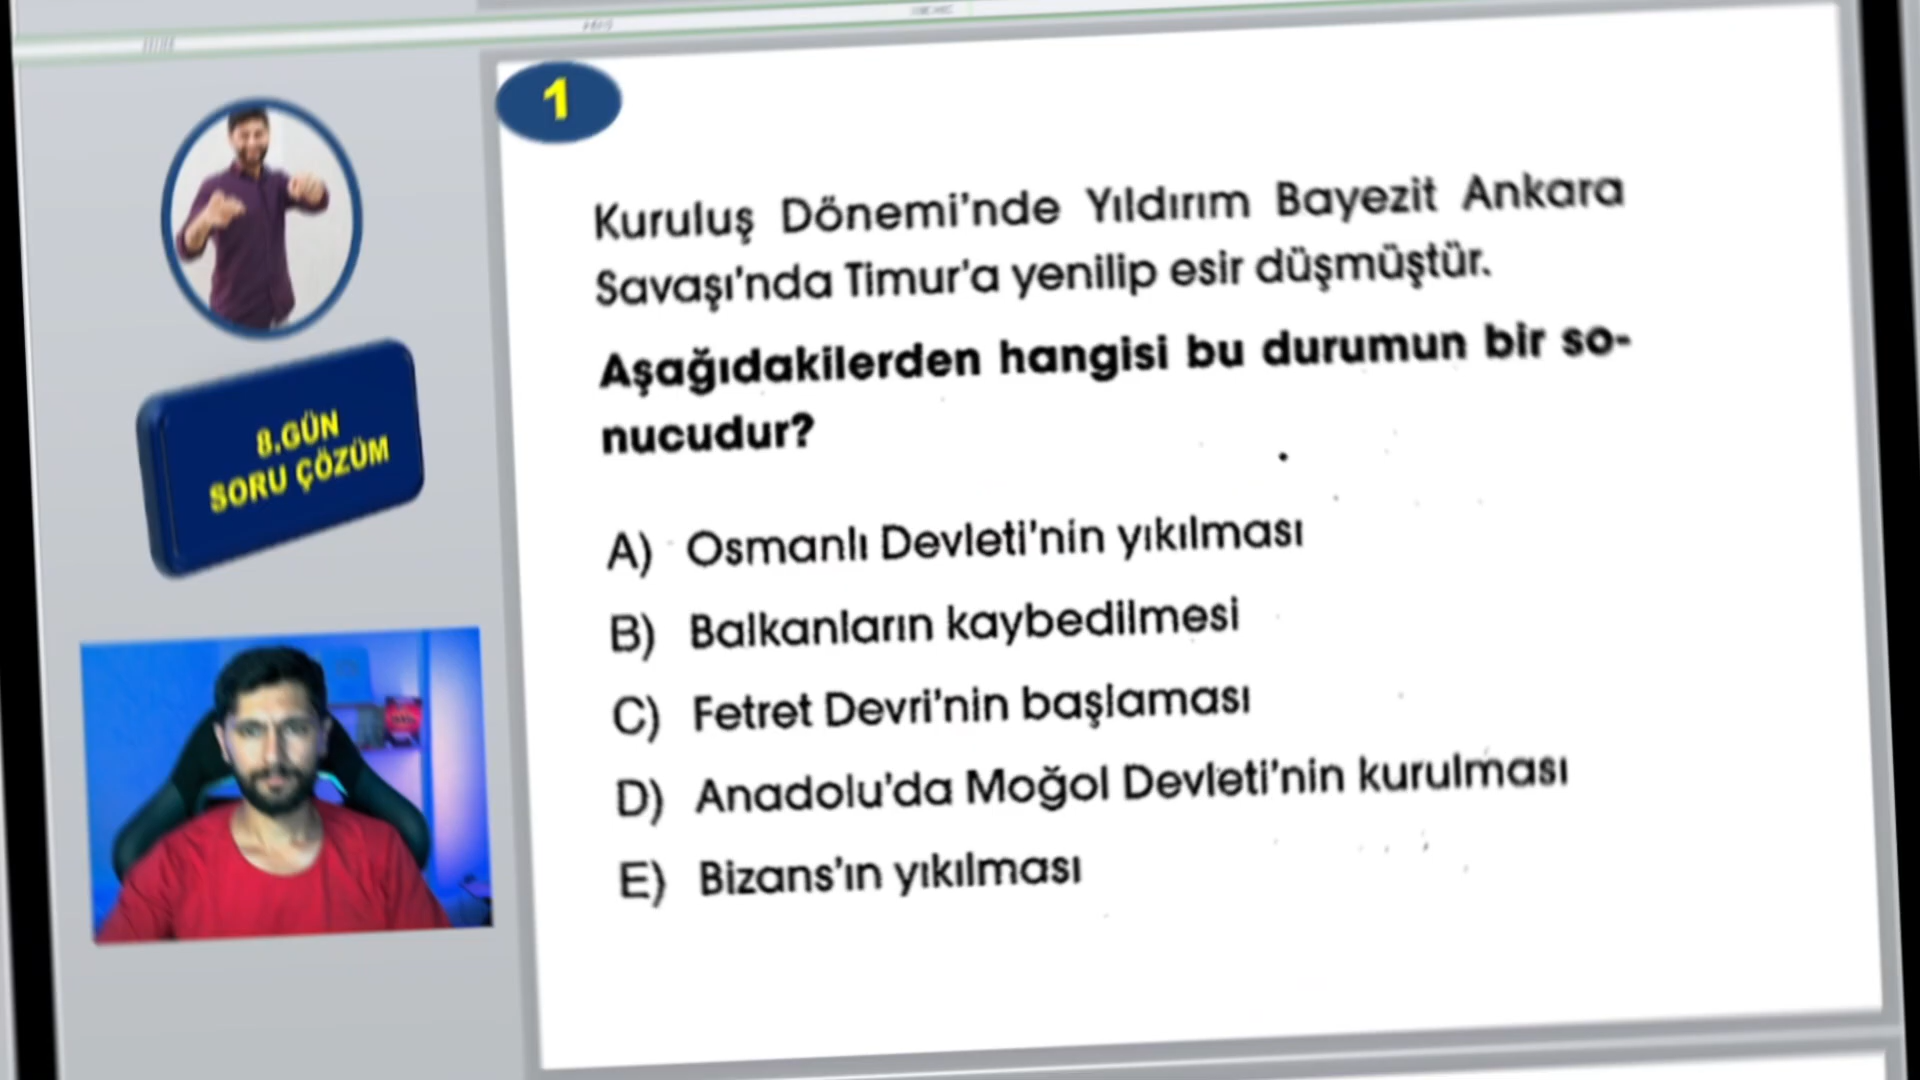 1
Kuruluş Dönemi'nde Yıldırım Bayezit Ankara
Savaşı'nda Timur'a yenilip esir düşmüştür.
Aşağıdakilerden hangisi bu durumun bir so-
nucudur?
A) Osmanlı Devleti'nin yıkılması
B) Balkanların kaybedilmesi
C) Fetret Devri'nin başlaması
D) Anadolu'da Moğol Devleti'nin kurulması
E) Bizans'ın yıkılması
8.GÜN
SORU ÇÖZÜM